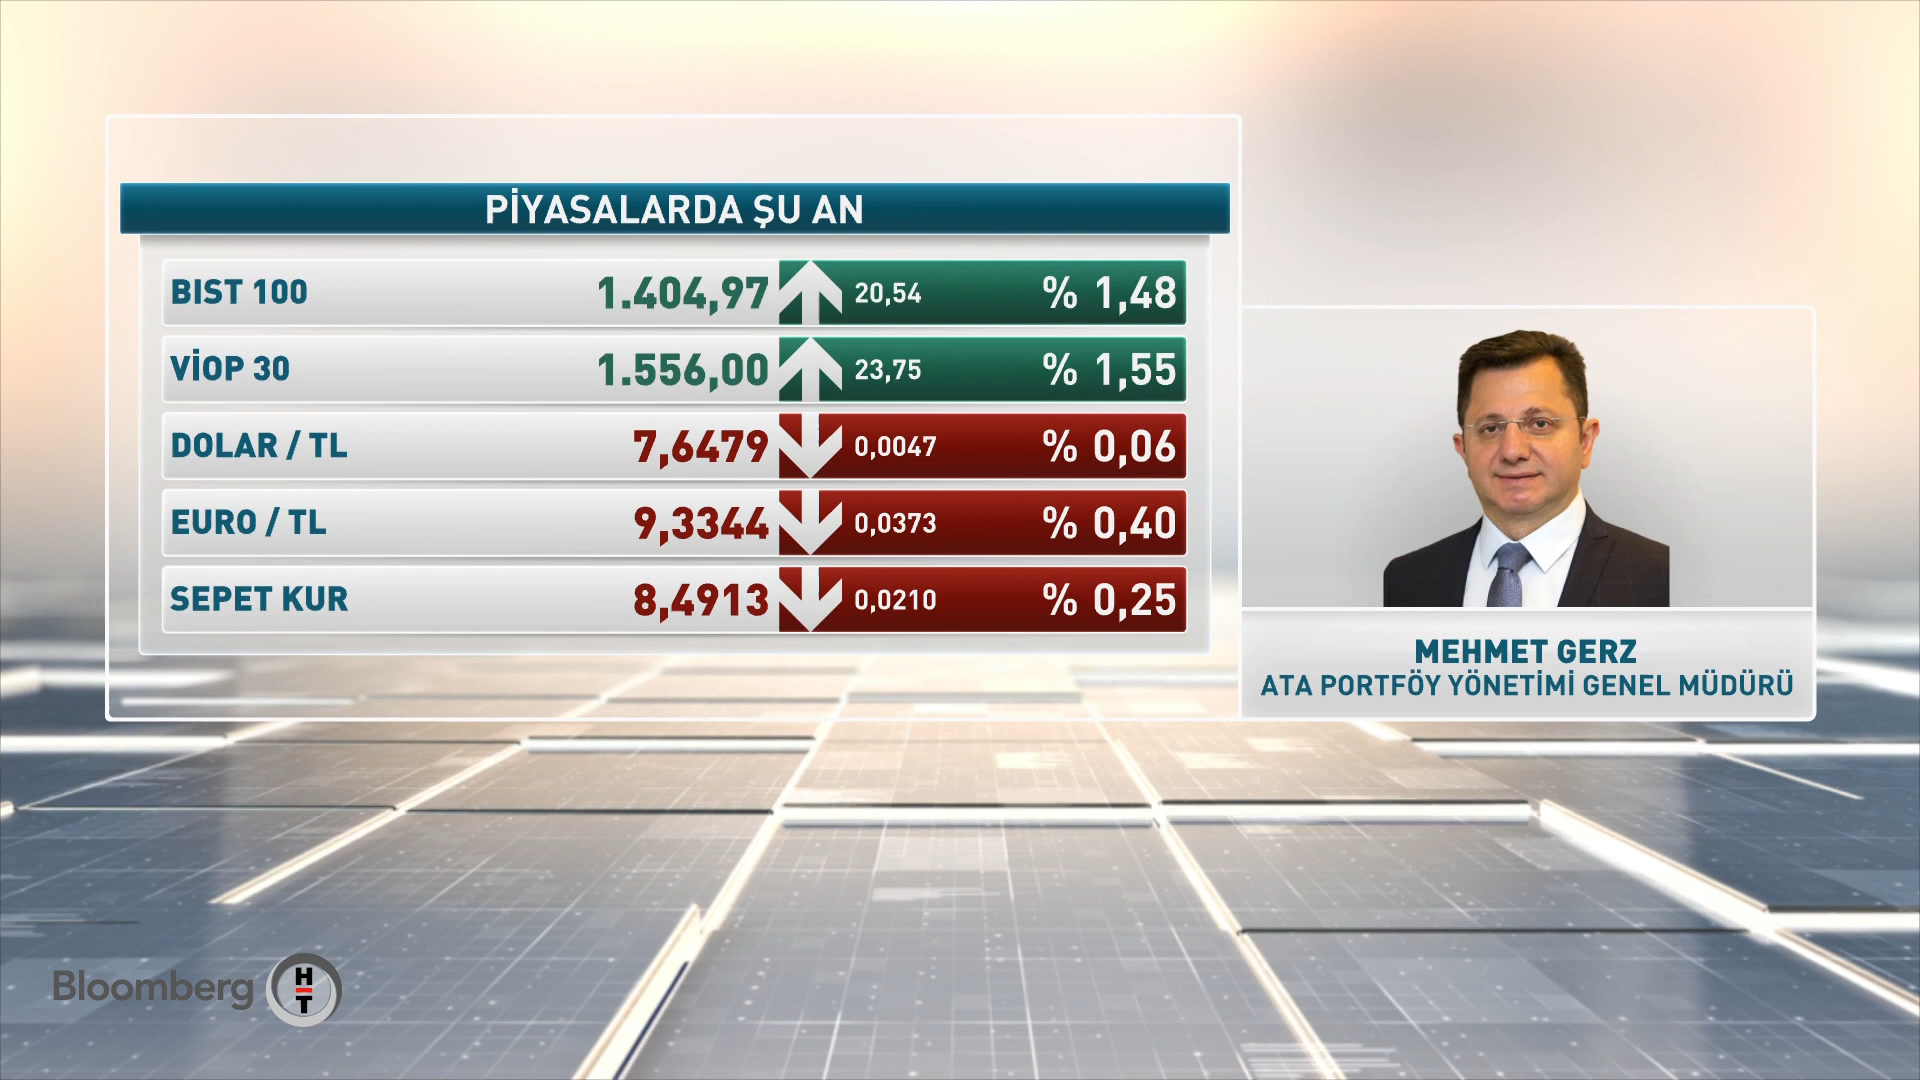 PİYASALARDA ŞU AN
BIST 100 1.404,97 20,54 % 1,48
VİOP 30 1.556,00 23,75 % 1,55
DOLAR / TL 7,6479 0,0047 % 0,06
EURO / TL 9,3344 0,0373 % 0,40
SEPET KUR 8,4913 0,0210 % 0,25
MEHMET GERZ
ATA PORTFÖY YÖNETİMİ GENEL MÜDÜRÜ
Bloomberg HT